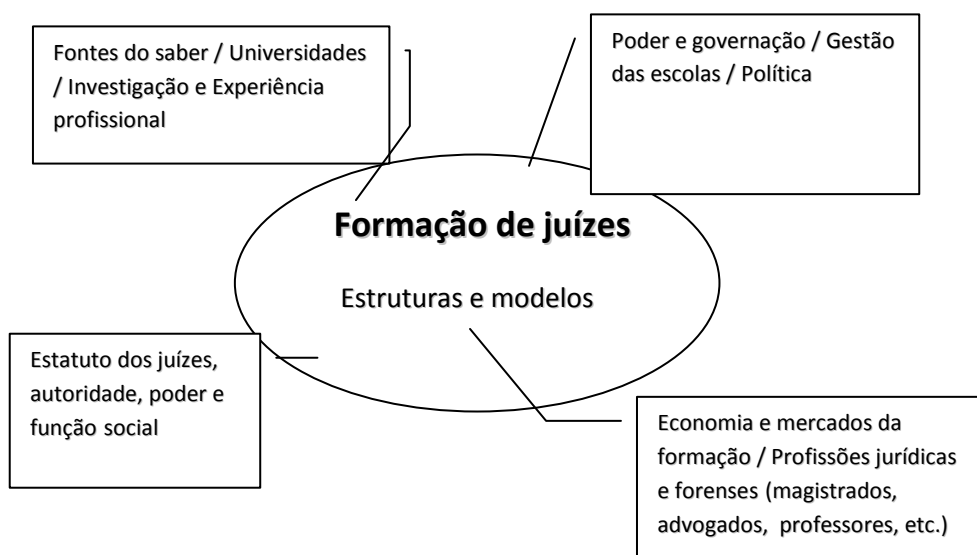 Fontes do saber / Universidades
/ Investigação e Experiência
profissional
Poder e governação / Gestão
das escolas / Política
Formação de juízes
Estruturas e modelos
Estatuto dos juízes,
autoridade, poder e
função social
Economia e mercados da
formação / Profissões jurídicas
e forenses (magistrados,
advogados, professores, etc.)